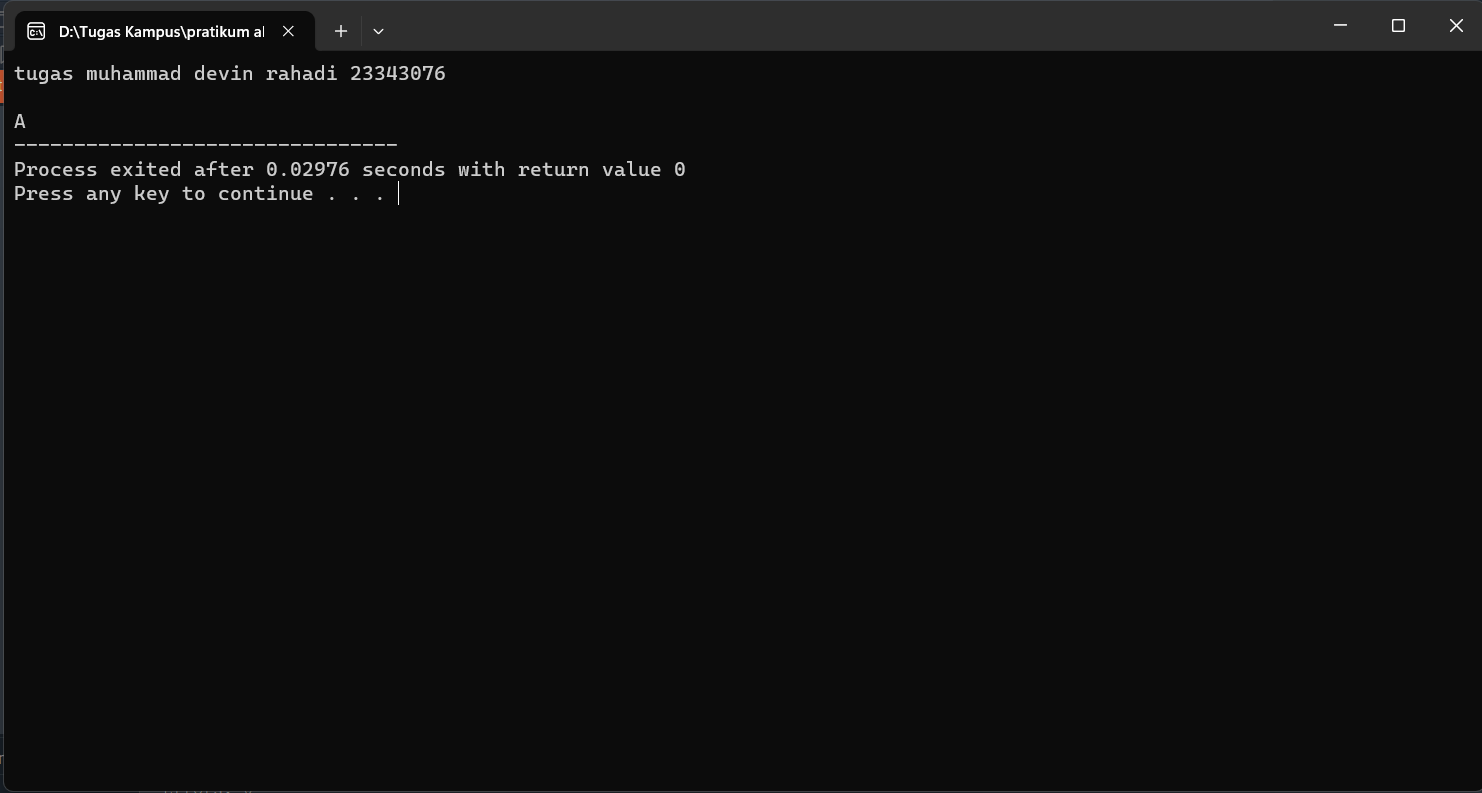 D:\Tugas Kampus\pratikum al
tugas muhammad devin rahadi 23343076
A
--------------------------------
Process exited after 0.02976 seconds with return value 0
Press any key to continue . . .